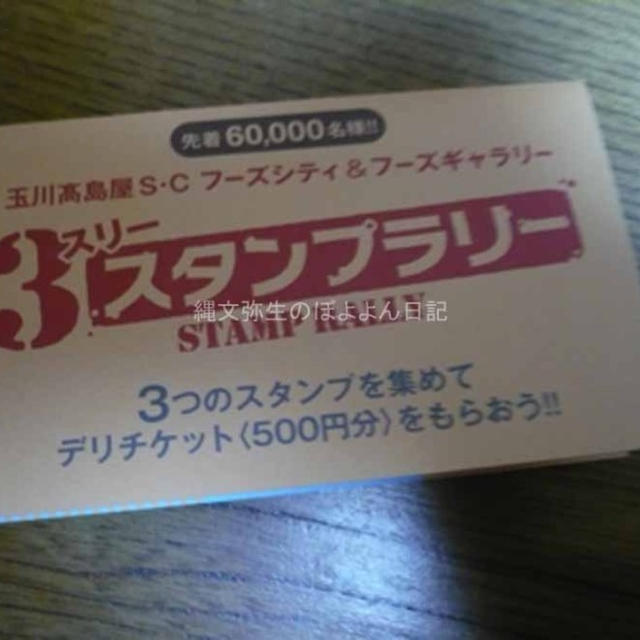 先着60,000名様!!
玉川髙島屋S・C フーズシティ&フーズギャラリー
3スリー
スタンプラリー
STAMP RALLY
縄文弥生のぽよよん日記
3つのスタンプを集めて
デリチケット〈500円分〉をもらおう!!